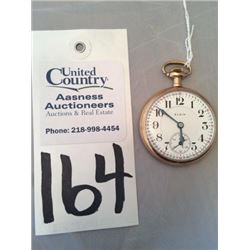 United
Country
Aasness
Auctioneers
Auctions & Real Estate
Phone: 218-998-4454
164
ELGIN